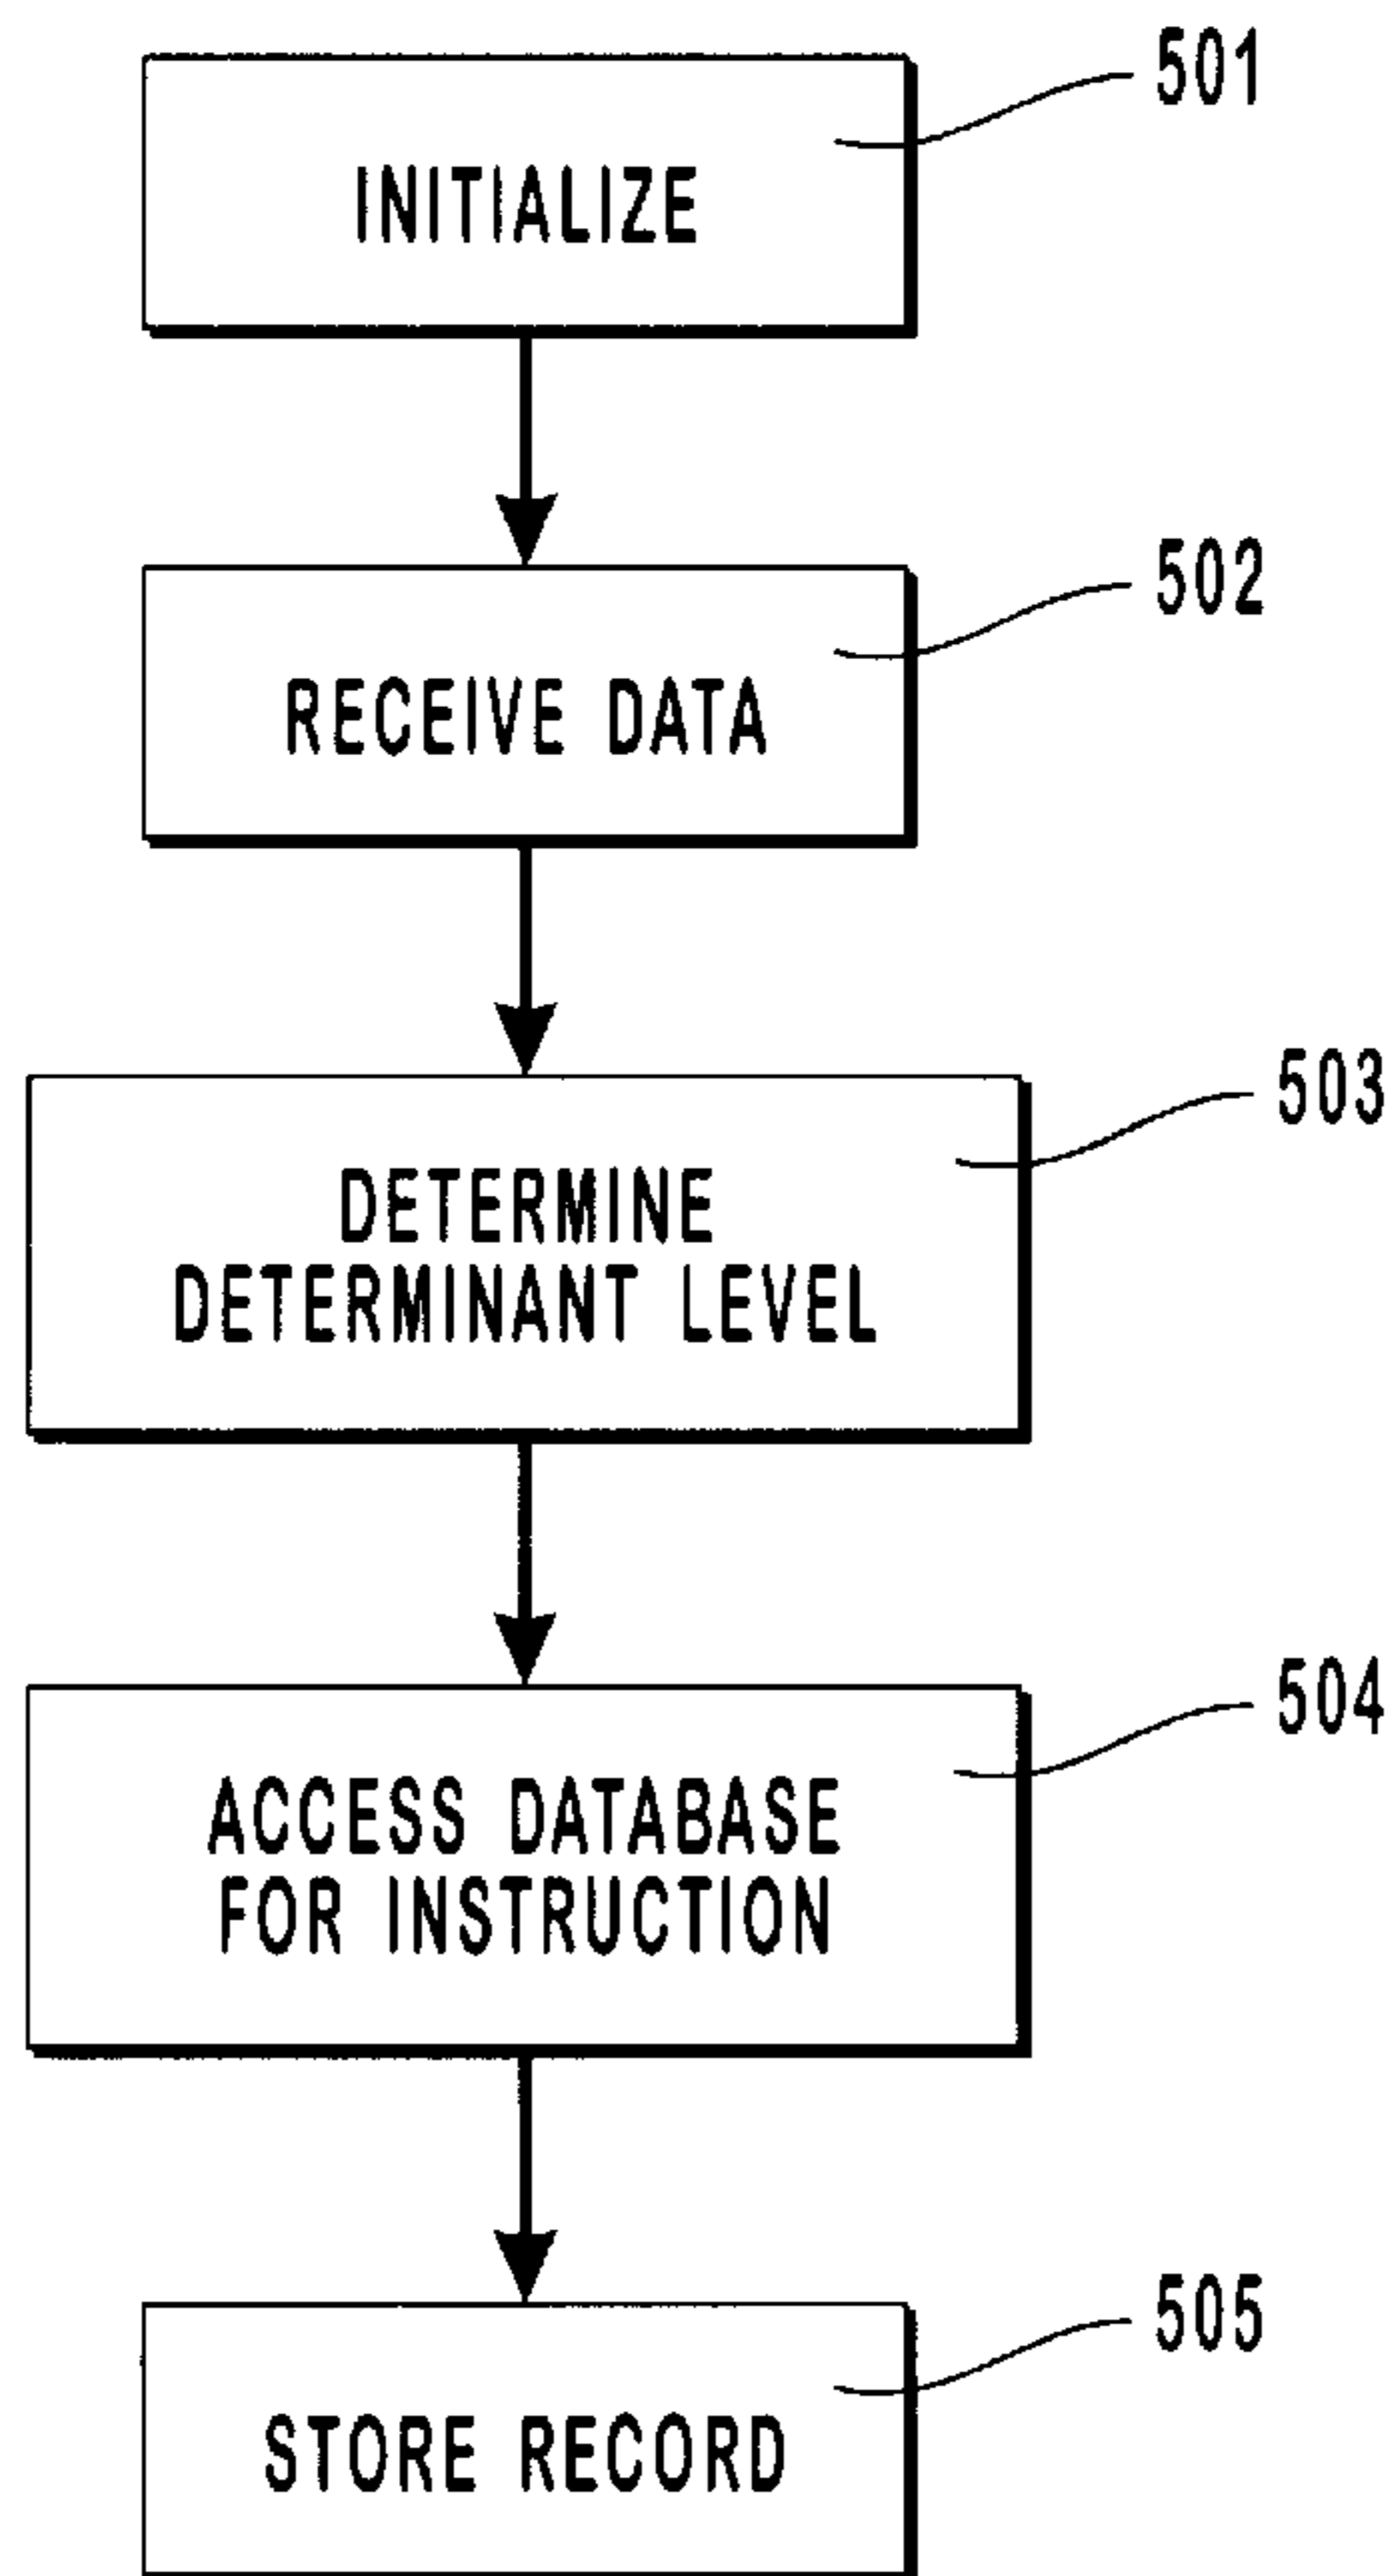 501
INITIALIZE
502
RECEIVE DATA
503
DETERMINE
DETERMINANT LEVEL
504
ACCESS DATABASE
FOR INSTRUCTION
505
STORE RECORD